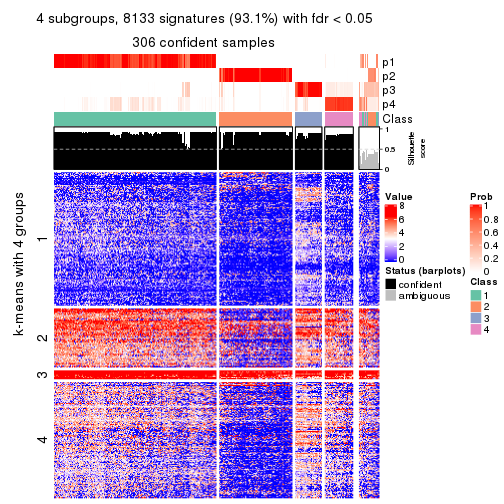 4 subgroups, 8133 signatures (93.1%) with fdr < 0.05
306 confident samples
p1
p2
p3
p4
Class
1
0.5
0
Silhouette
score
k-means with 4 groups
1
2
3
4
Value
8
6
4
2
0
Status (barplots)
confident
ambiguous
Prob
1
0.8
0.6
0.4
0.2
0
Class
1
2
3
4